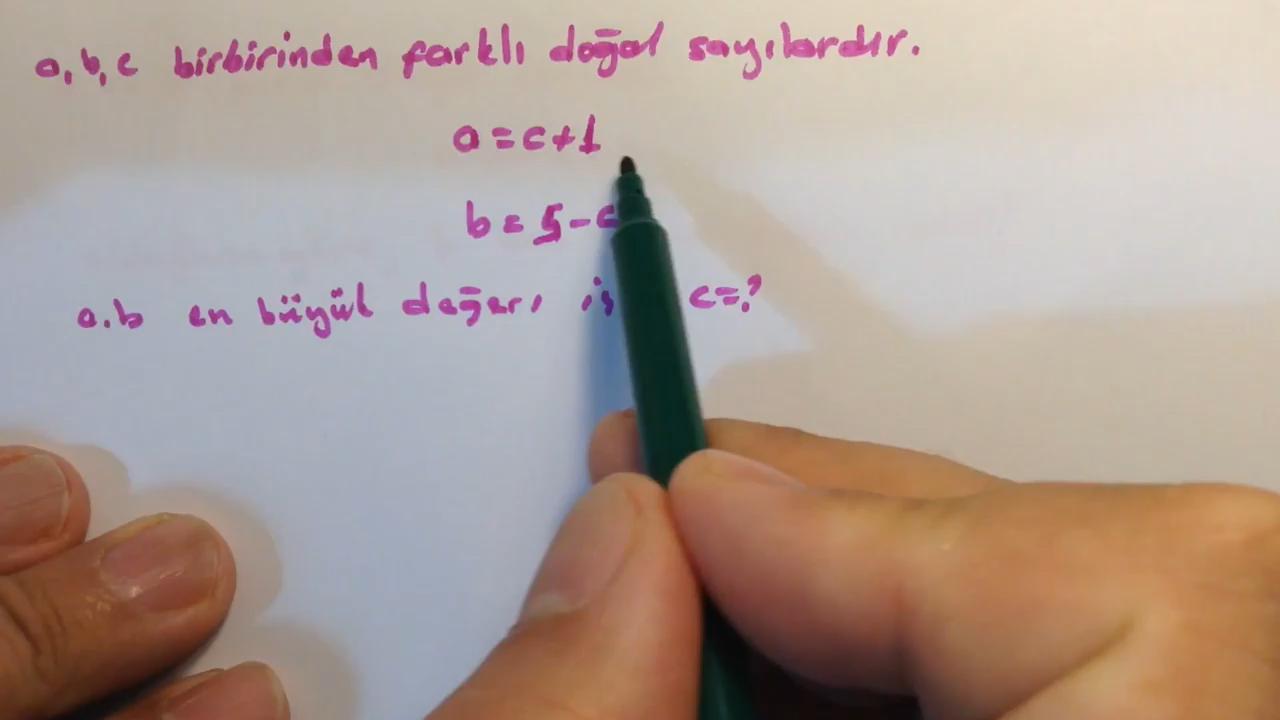 a, b, c birbirinden farklı doğal sayılardır.
a = c + 1
b = 5 - c
a.b en büyük değeri c = ?